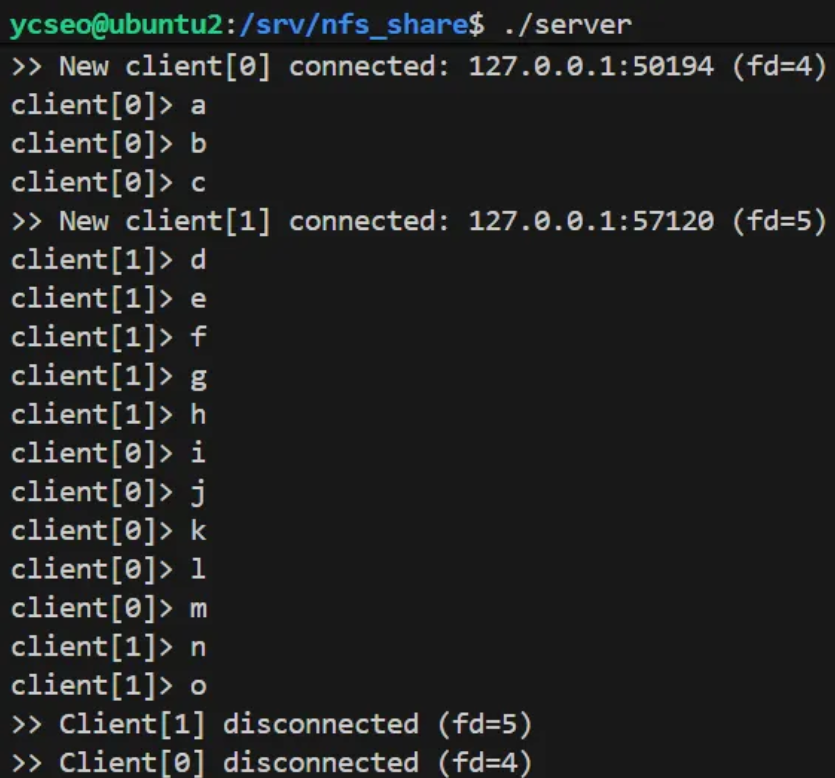 ycseo@ubuntu2:/srv/nfs_share$ ./server
>> New client[0] connected: 127.0.0.1:50194 (fd=4)
client[0]> a
client[0]> b
client[0]> c
>> New client[1] connected: 127.0.0.1:57120 (fd=5)
client[1]> d
client[1]> e
client[1]> f
client[1]> g
client[1]> h
client[0]> i
client[0]> j
client[0]> k
client[0]> l
client[0]> m
client[1]> n
client[1]> o
>> Client[1] disconnected (fd=5)
>> Client[0] disconnected (fd=4)